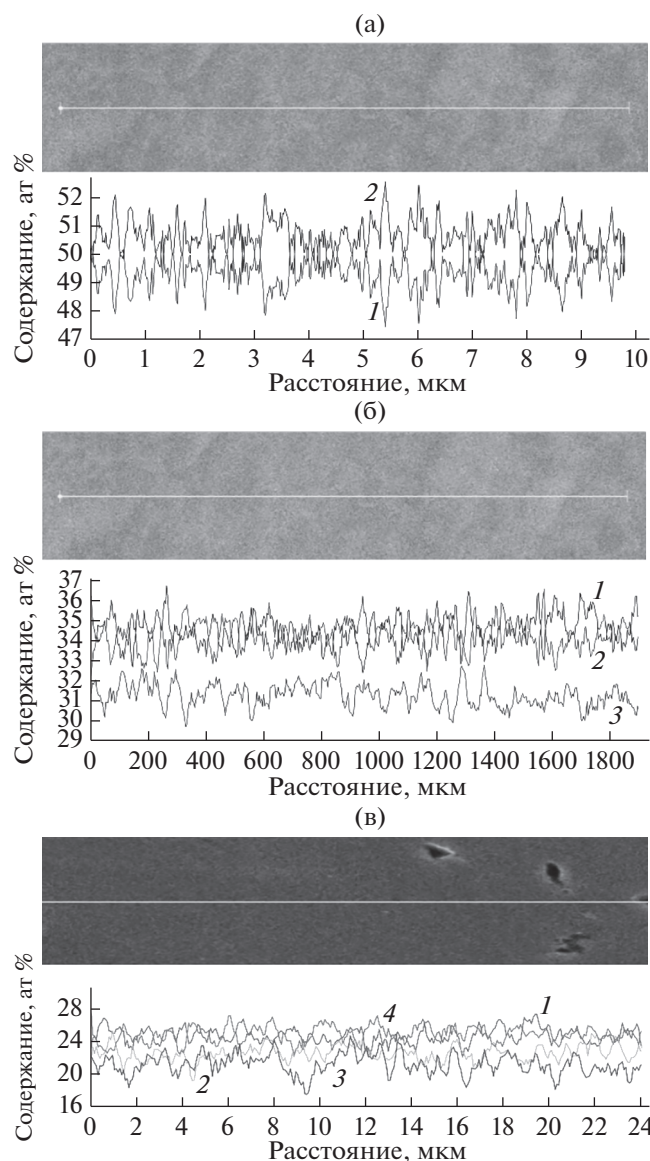 (а)
Содержание, ат %
52
51
50
49
48
47
2
1
0 1 2 3 4 5 6 7 8 9 10
Расстояние, мкм
(б)
Содержание, ат %
37
36
35
34
33
32
31
30
29
1
2
3
0 200 400 600 800 1000 1200 1400 1600 1800
Расстояние, мкм
(в)
Содержание, ат %
28
24
20
16
4
1
2
3
0 2 4 6 8 10 12 14 16 18 20 22 24
Расстояние, мкм